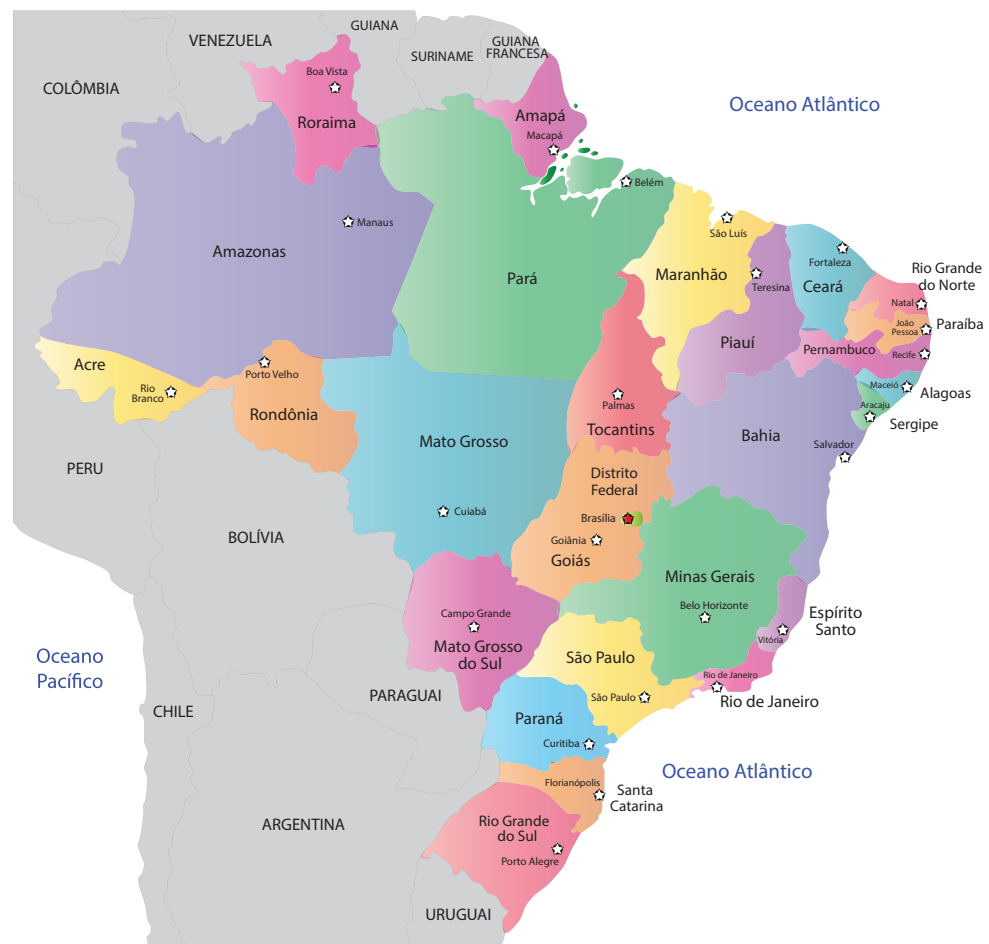 GUIANA
VENEZUELA
GUIANA
FRANCESA
SURINAME
COLÔMBIA
Boa Vista
Roraima
Amapá
Macapá
Oceano Atlântico
Belém
Manaus
Amazonas
Pará
São Luís
Maranhão
Teresina
Fortaleza
Ceará
Rio Grande
do Norte
Natal
João
Pessoa
Paraíba
Piauí
Pernambuco
Recife
Acre
Rio
Branco
Porto Velho
Rondônia
Maceió
Alagoas
Aracaju
Sergipe
Palmas
Tocantins
Mato Grosso
Bahia
Salvador
PERU
Distrito
Federal
Cuiabá
Brasília
Goiânia
Goiás
BOLÍVIA
Minas Gerais
Belo Horizonte
Espírito
Santo
Vitória
Campo Grande
Mato Grosso
do Sul
São Paulo
São Paulo
Rio de Janeiro
Rio de Janeiro
Oceano
Pacífico
PARAGUAI
CHILE
Paraná
Curitiba
Oceano Atlântico
Florianópolis
Santa
Catarina
ARGENTINA
Rio Grande
do Sul
Porto Alegre
URUGUAI